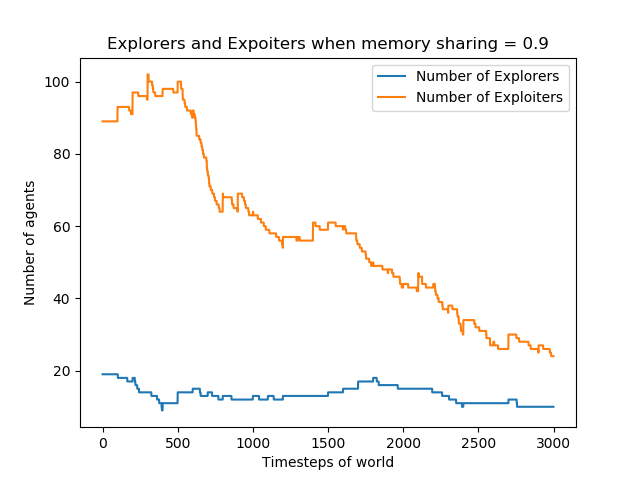 Explorers and Expoiters when memory sharing = 0.9
Number of Explorers
Number of Exploiters
Number of agents
100
80
60
40
20
0 500 1000 1500 2000 2500 3000
Timesteps of world